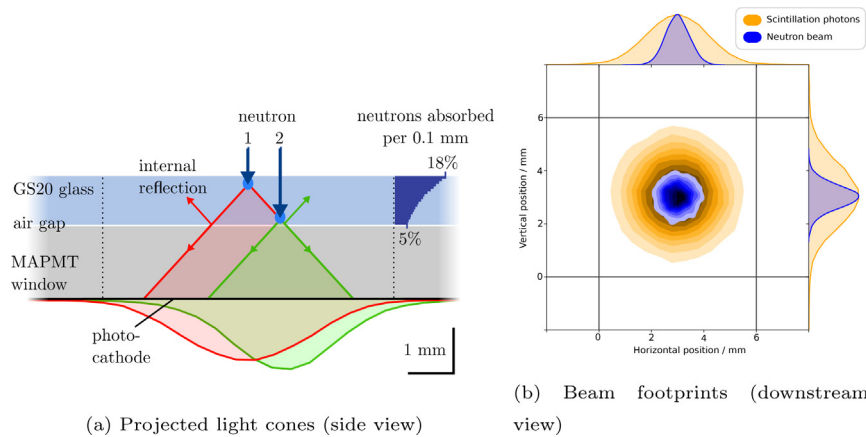 neutron
1 2
neutrons absorbed
per 0.1 mm
internal
reflection
18%
GS20 glass
air gap
5%
MAPMT
window
photo-
cathode
1 mm
(a) Projected light cones (side view)
Scintillation photons
Neutron beam
Vertical position / mm
6
4
2
0
0 2 4 6
Horizontal position / mm
(b) Beam footprints (downstream
view)